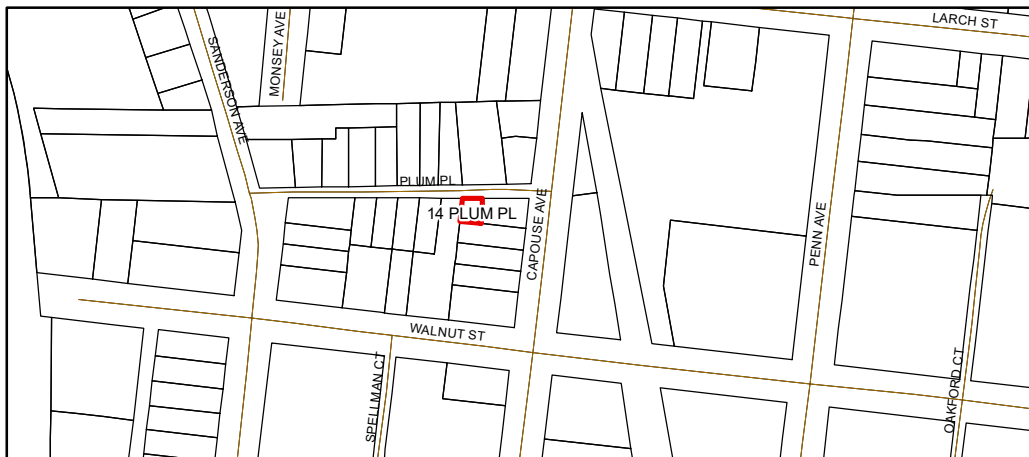 LARCH ST
MONSEY AVE
SANDERSON AVE
PLUM PL
14 PLUM PL
CAPOUSE AVE
PENN AVE
WALNUT ST
SPELLMAN CT
OAKFORD CT